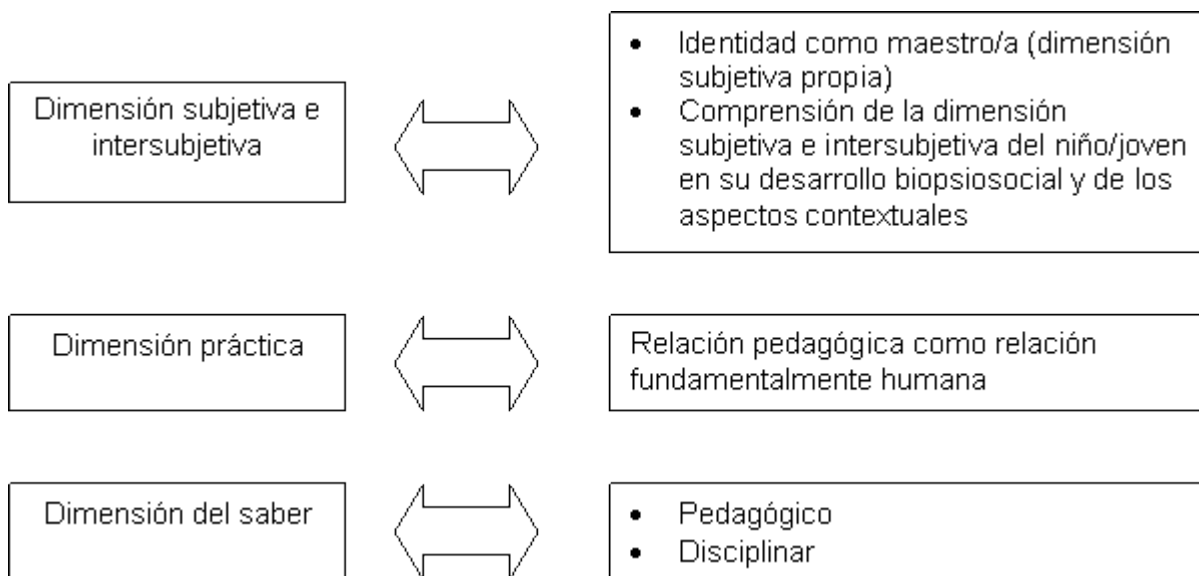 Dimensión subjetiva e
intersubjetiva
• Identidad como maestro/a (dimensión
subjetiva propia)
• Comprensión de la dimensión
subjetiva e intersubjetiva del niño/joven
en su desarrollo biopsiosocial y de los
aspectos contextuales
Dimensión práctica
Relación pedagógica como relación
fundamentalmente humana
Dimensión del saber
• Pedagógico
• Disciplinar